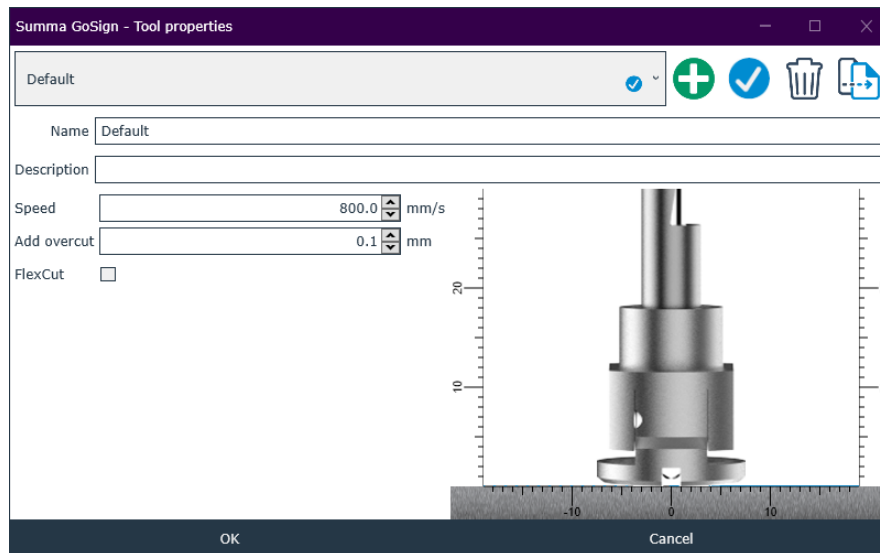 Summa GoSign - Tool properties
Default
Name Default
Description
Speed 800.0 mm/s
Add overcut 0.1 mm
FlexCut
20
10
-10 0 10
OK Cancel